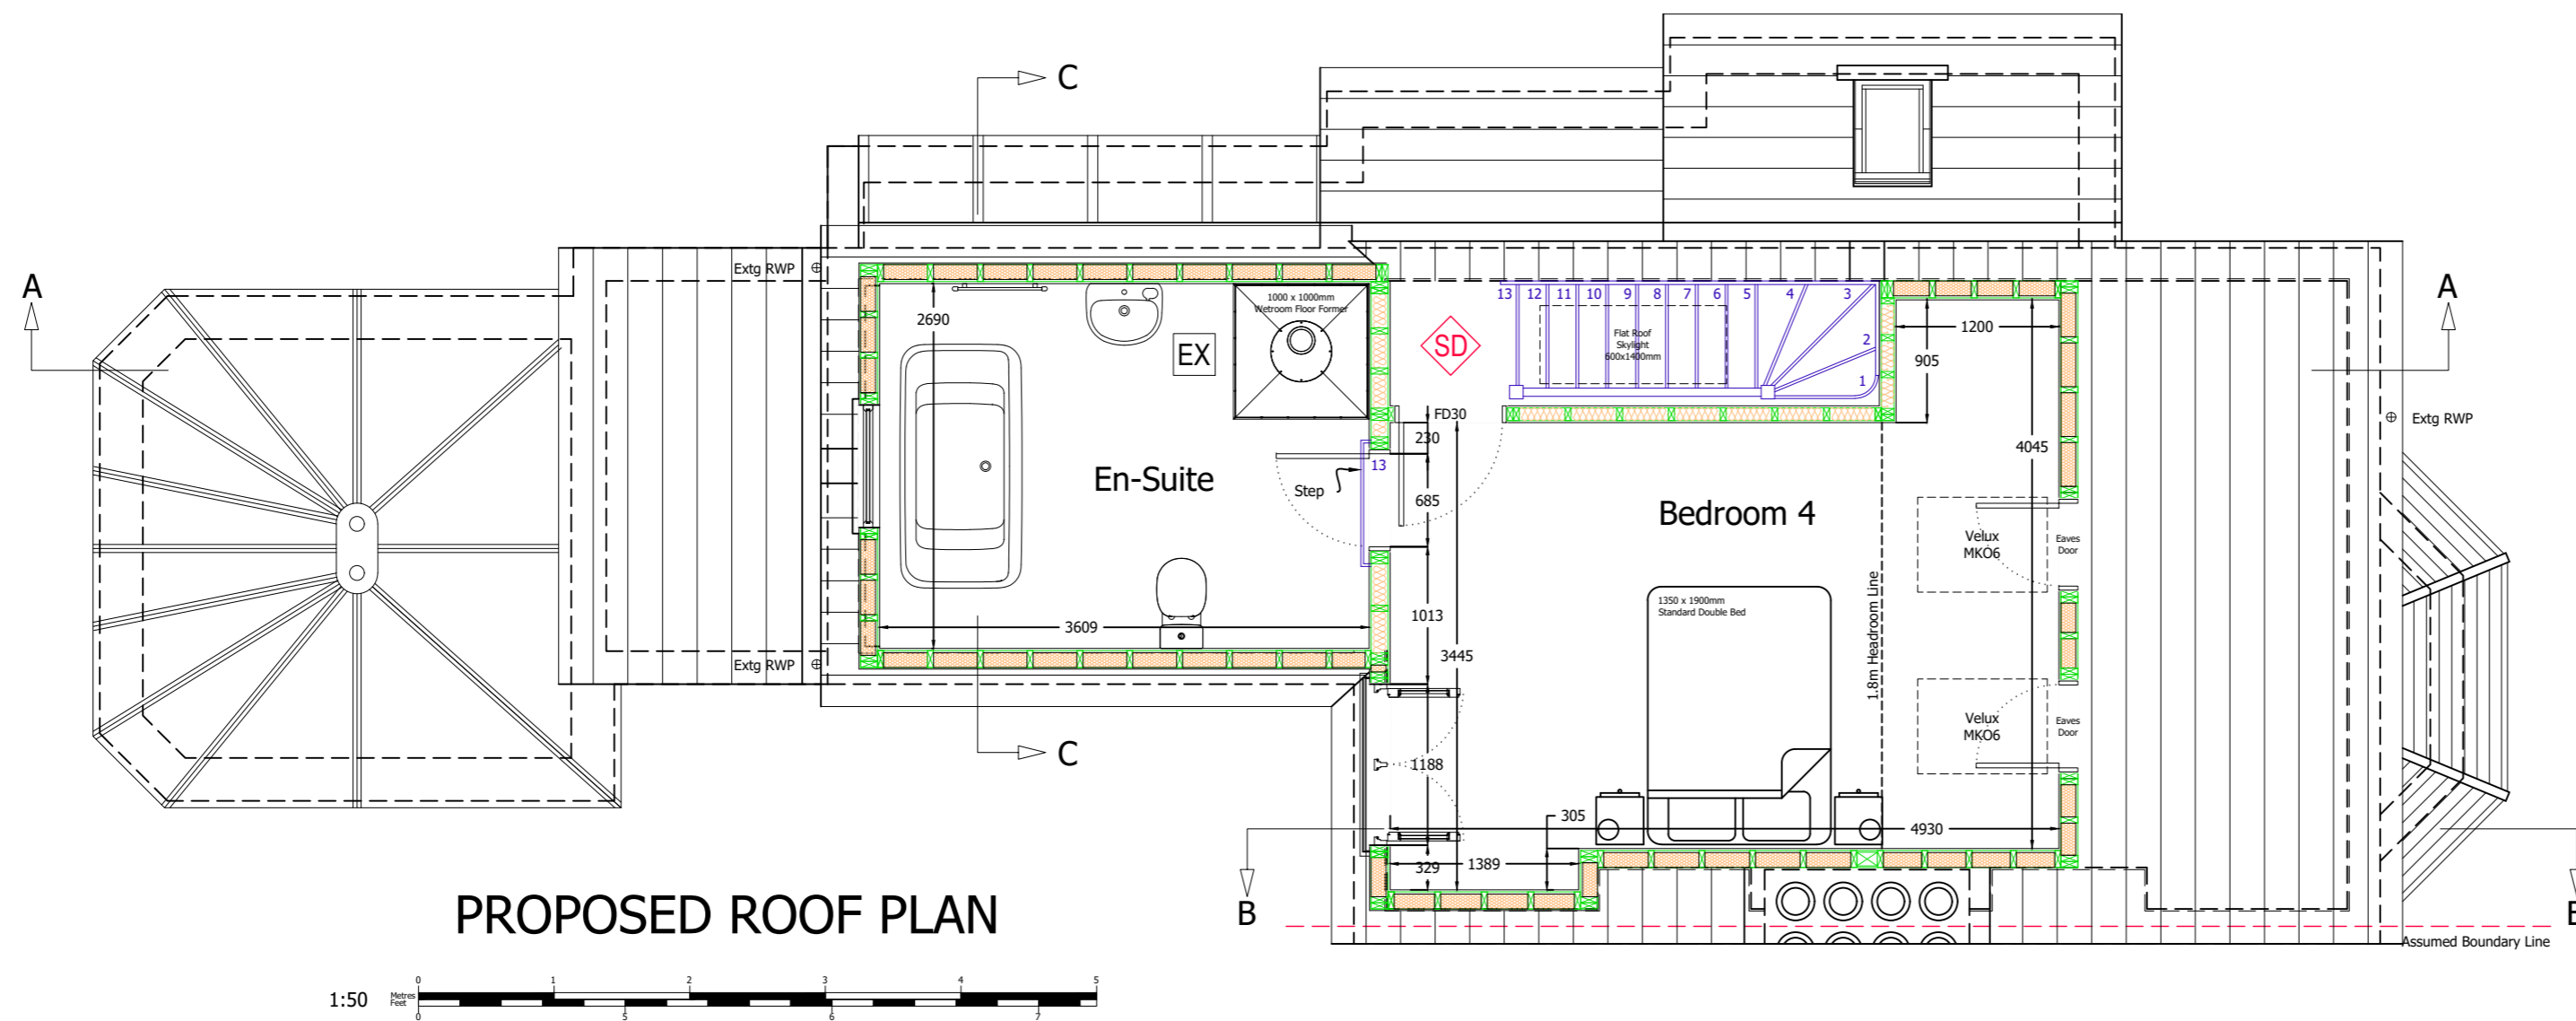 C
A
Extg RWP
2690
1000 x 1000mm
Wetroom Floor Former
EX
SD
13 12 11 10 9 8 7 6 5 4 3
2
1
Flat Roof
Skylight
600x1400mm
1200
905
A
Extg RWP
FD30
230
4045
13
En-Suite
Step
685
Bedroom 4
Velux
MKO6
Eaves
Door
1350 x 1900mm
Standard Double Bed
1.8m Headroom Line
1013
3609
3445
Extg RWP
Velux
MKO6
Eaves
Door
C
1188
305
4930
329
1389
B
PROPOSED ROOF PLAN
Assumed Boundary Line
1:50
Metres
Feet
0 1 2 3 4 5
0 5 6 7